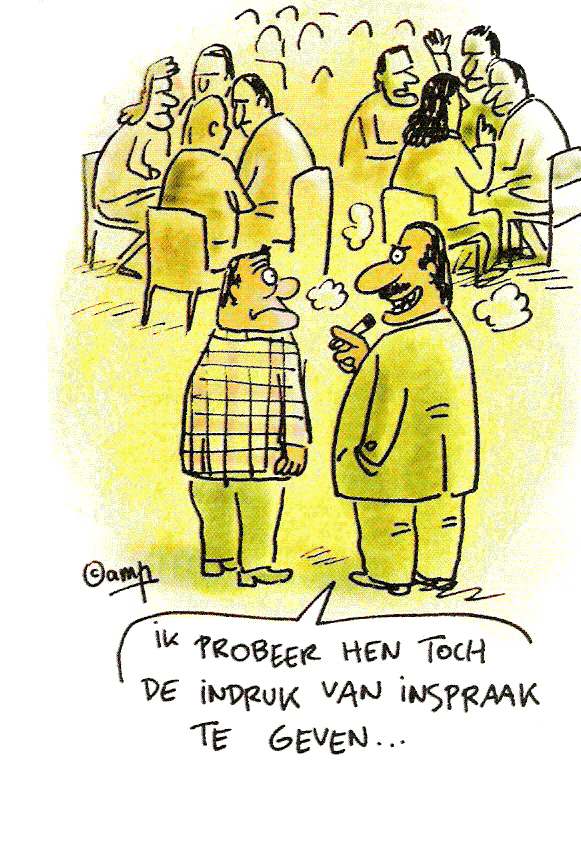 ©amp
iK PROBEER HEN TOCH
DE iNDRUK VAN iNSPRAAK
TE GEVEN...